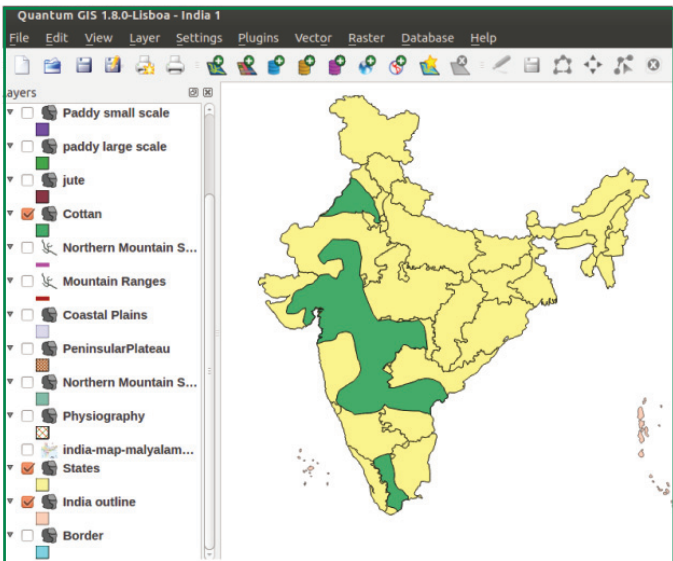 Quantum GIS 1.8.0-Lisboa - India 1
File Edit View Layer Settings Plugins Vector Raster Database Help
ayers
Paddy small scale
paddy large scale
jute
Cottan
Northern Mountain S...
Mountain Ranges
Coastal Plains
PeninsularPlateau
Northern Mountain S...
Physiography
india-map-malyalam...
States
India outline
Border